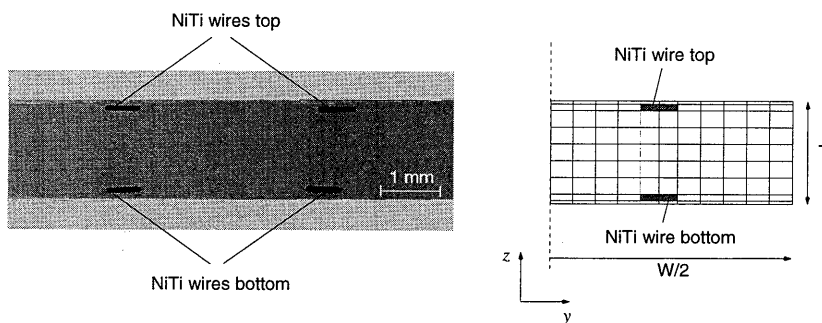 NiTi wires top
1 mm
NiTi wires bottom
NiTi wire top
NiTi wire bottom
W/2
z
y